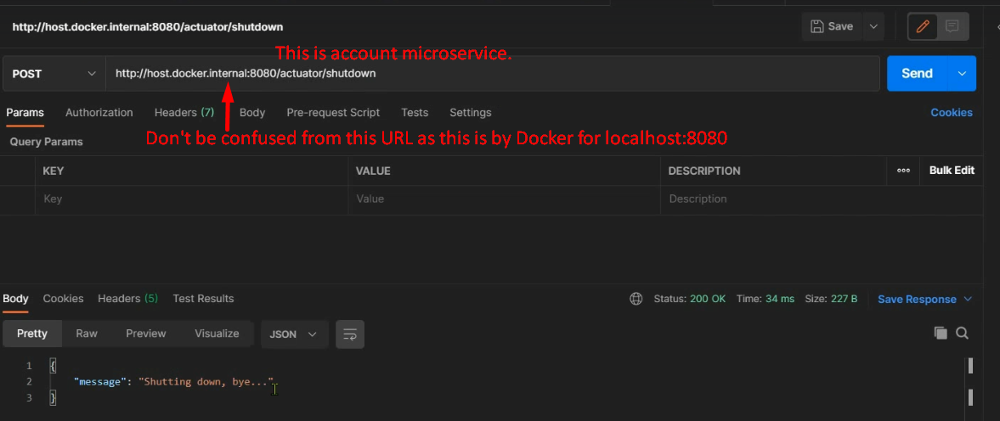 http://host.docker.internal:8080/actuator/shutdown
Save
This is account microservice.
POST
http://host.docker.internal:8080/actuator/shutdown
Send
Params
Authorization
Headers (7)
Body
Pre-request Script
Tests
Settings
Cookies
Don't be confused from this URL as this is by Docker for localhost:8080
Query Params
KEY
VALUE
DESCRIPTION
Bulk Edit
Key
Value
Description
Body
Cookies
Headers (5)
Test Results
Status: 200 OK
Time: 34 ms
Size: 227 B
Save Response
Pretty
Raw
Preview
Visualize
JSON
1 {
2 "message": "Shutting down, bye..."
3 }